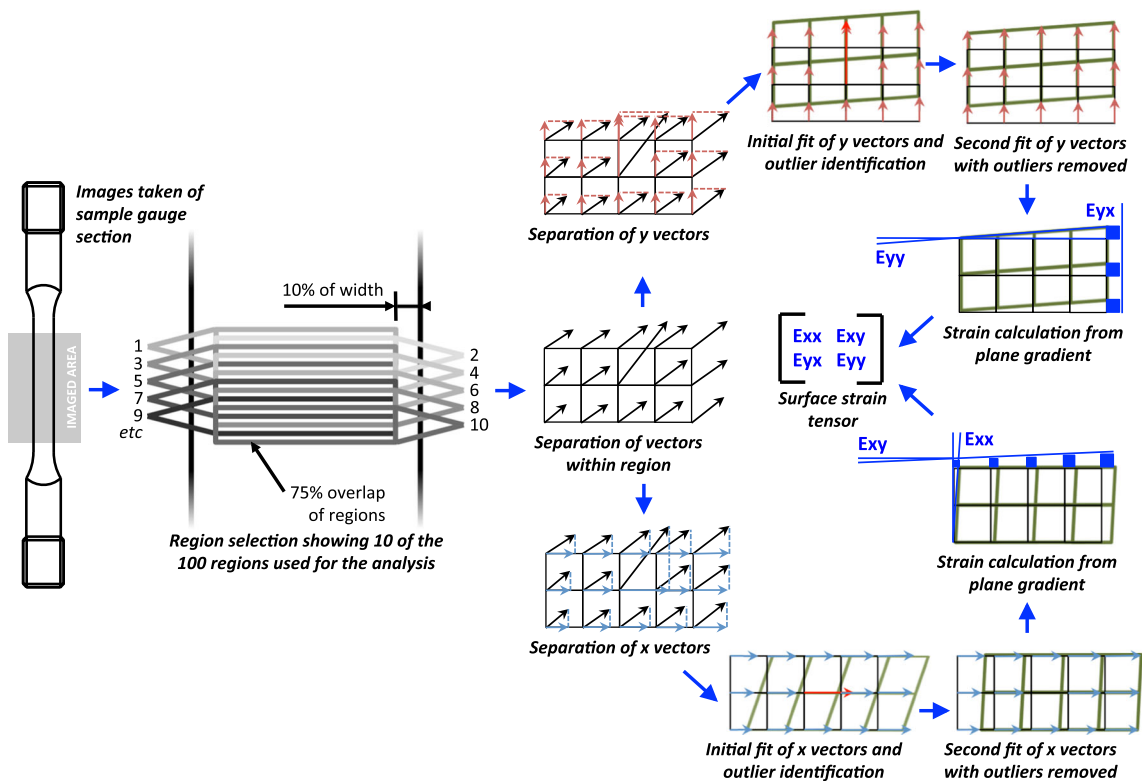 Images taken of
sample gauge
section
IMAGED AREA
10% of width
1
3
5
7
9
etc
2
4
6
8
10
75% overlap
of regions
Region selection showing 10 of the
100 regions used for the analysis
Separation of y vectors
Separation of vectors
within region
Separation of x vectors
Initial fit of y vectors and
outlier identification
Second fit of y vectors
with outliers removed
Eyx
Eyy
Strain calculation from
plane gradient
Exx Exy
Eyx Eyy
Surface strain
tensor
Exy
Exx
Strain calculation from
plane gradient
Initial fit of x vectors and
outlier identification
Second fit of x vectors
with outliers removed